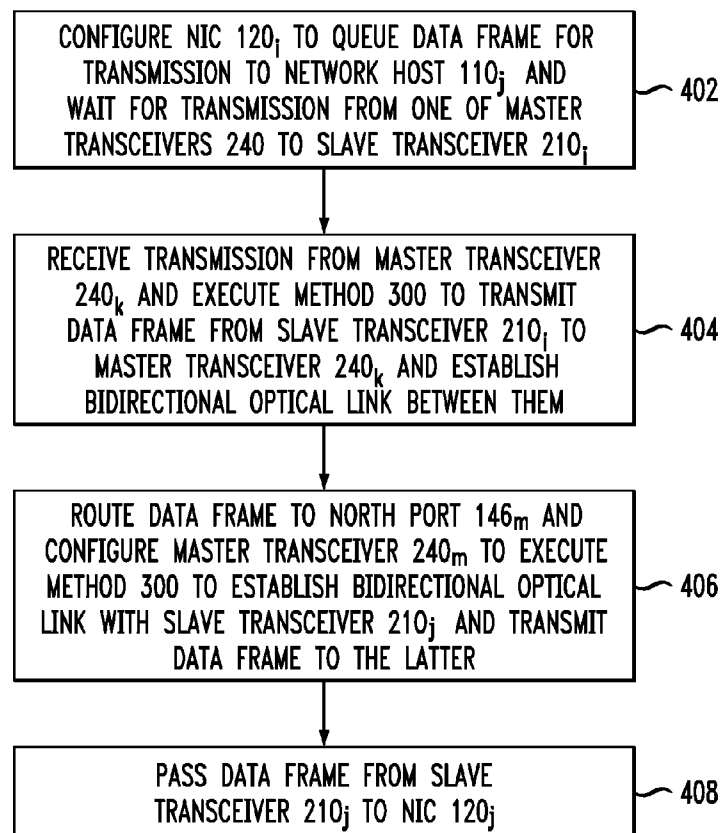 CONFIGURE NIC 120i TO QUEUE DATA FRAME FOR
TRANSMISSION TO NETWORK HOST 110j AND
WAIT FOR TRANSMISSION FROM ONE OF MASTER
TRANSCEIVERS 240 TO SLAVE TRANSCEIVER 210i
402
RECEIVE TRANSMISSION FROM MASTER TRANSCEIVER
240k AND EXECUTE METHOD 300 TO TRANSMIT
DATA FRAME FROM SLAVE TRANSCEIVER 210i TO
MASTER TRANSCEIVER 240k AND ESTABLISH
BIDIRECTIONAL OPTICAL LINK BETWEEN THEM
404
ROUTE DATA FRAME TO NORTH PORT 146m AND
CONFIGURE MASTER TRANSCEIVER 240m TO EXECUTE
METHOD 300 TO ESTABLISH BIDIRECTIONAL OPTICAL
LINK WITH SLAVE TRANSCEIVER 210j AND TRANSMIT
DATA FRAME TO THE LATTER
406
PASS DATA FRAME FROM SLAVE
TRANSCEIVER 210j TO NIC 120j
408